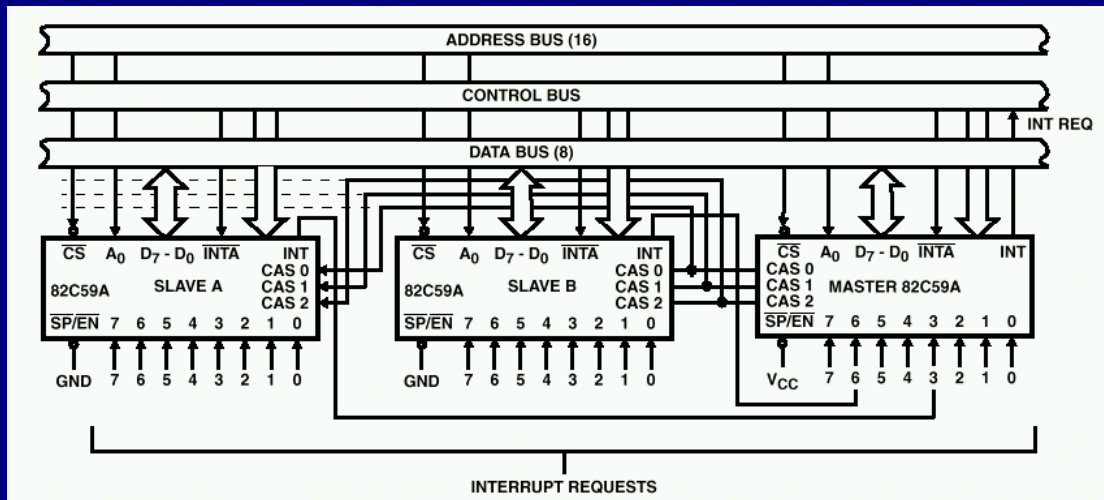 ADDRESS BUS (16)
CONTROL BUS
INT REQ
DATA BUS (8)
CS A0 D7 - D0 INTA INT
CAS 0
CAS 1
CAS 2
82C59A SLAVE A
SP/EN 7 6 5 4 3 2 1 0
GND 7 6 5 4 3 2 1 0
CS A0 D7 - D0 INTA INT
CAS 0
CAS 1
CAS 2
82C59A SLAVE B
SP/EN 7 6 5 4 3 2 1 0
GND 7 6 5 4 3 2 1 0
CS A0 D7 - D0 INTA INT
CAS 0
CAS 1
CAS 2
MASTER 82C59A
SP/EN 7 6 5 4 3 2 1 0
VCC 7 6 5 4 3 2 1 0
INTERRUPT REQUESTS